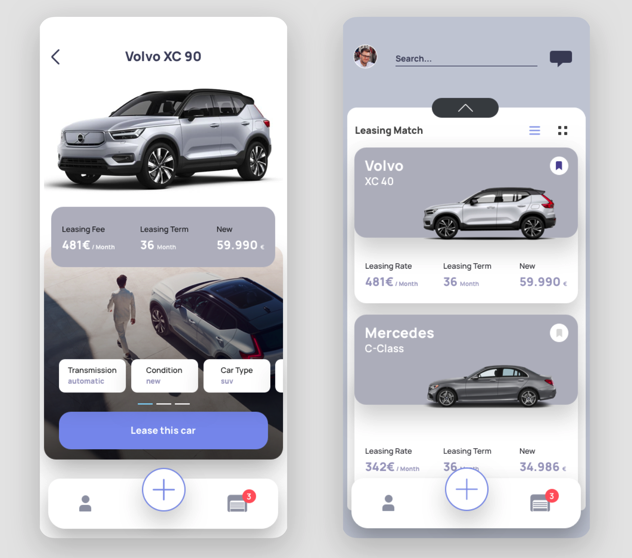 Volvo XC 90
Leasing Fee
481€ / Month
Leasing Term
36 Month
New
59.990 €
Transmission
automatic
Condition
new
Car Type
suv
Lease this car
3
Search...
Leasing Match
Volvo
XC 40
Leasing Rate
481€ / Month
Leasing Term
36 Month
New
59.990 €
Mercedes
C-Class
Leasing Rate
342€ / Month
Leasing Term
36 Month
New
34.986 €
3